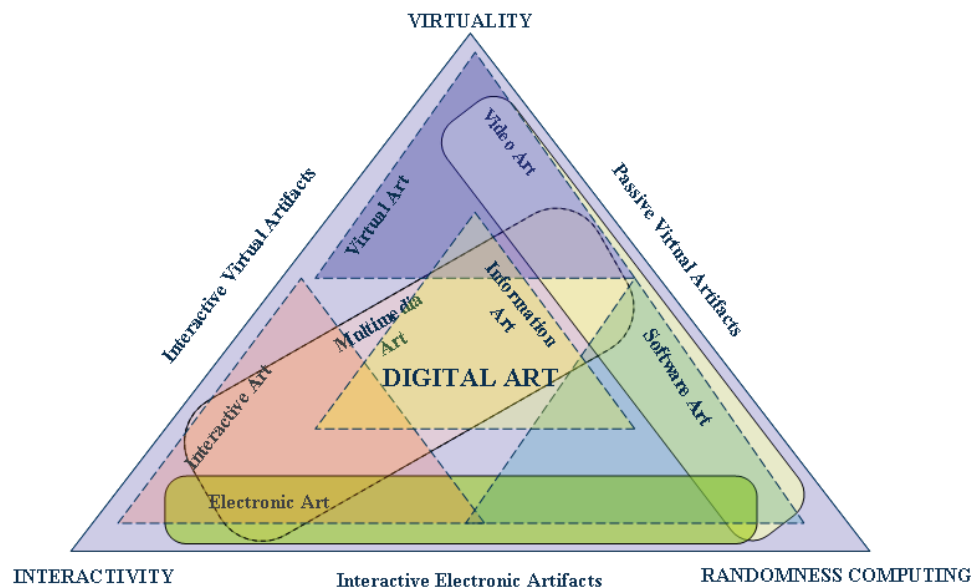 VIRTUALITY
Video Art
Virtual Art
Interactive Virtual Artifacts
Passive Virtual Artifacts
Information
Art
Multimedia
Art
Software Art
DIGITAL ART
Interactive Art
Electronic Art
INTERACTIVITY
Interactive Electronic Artifacts
RANDOMNESS COMPUTING